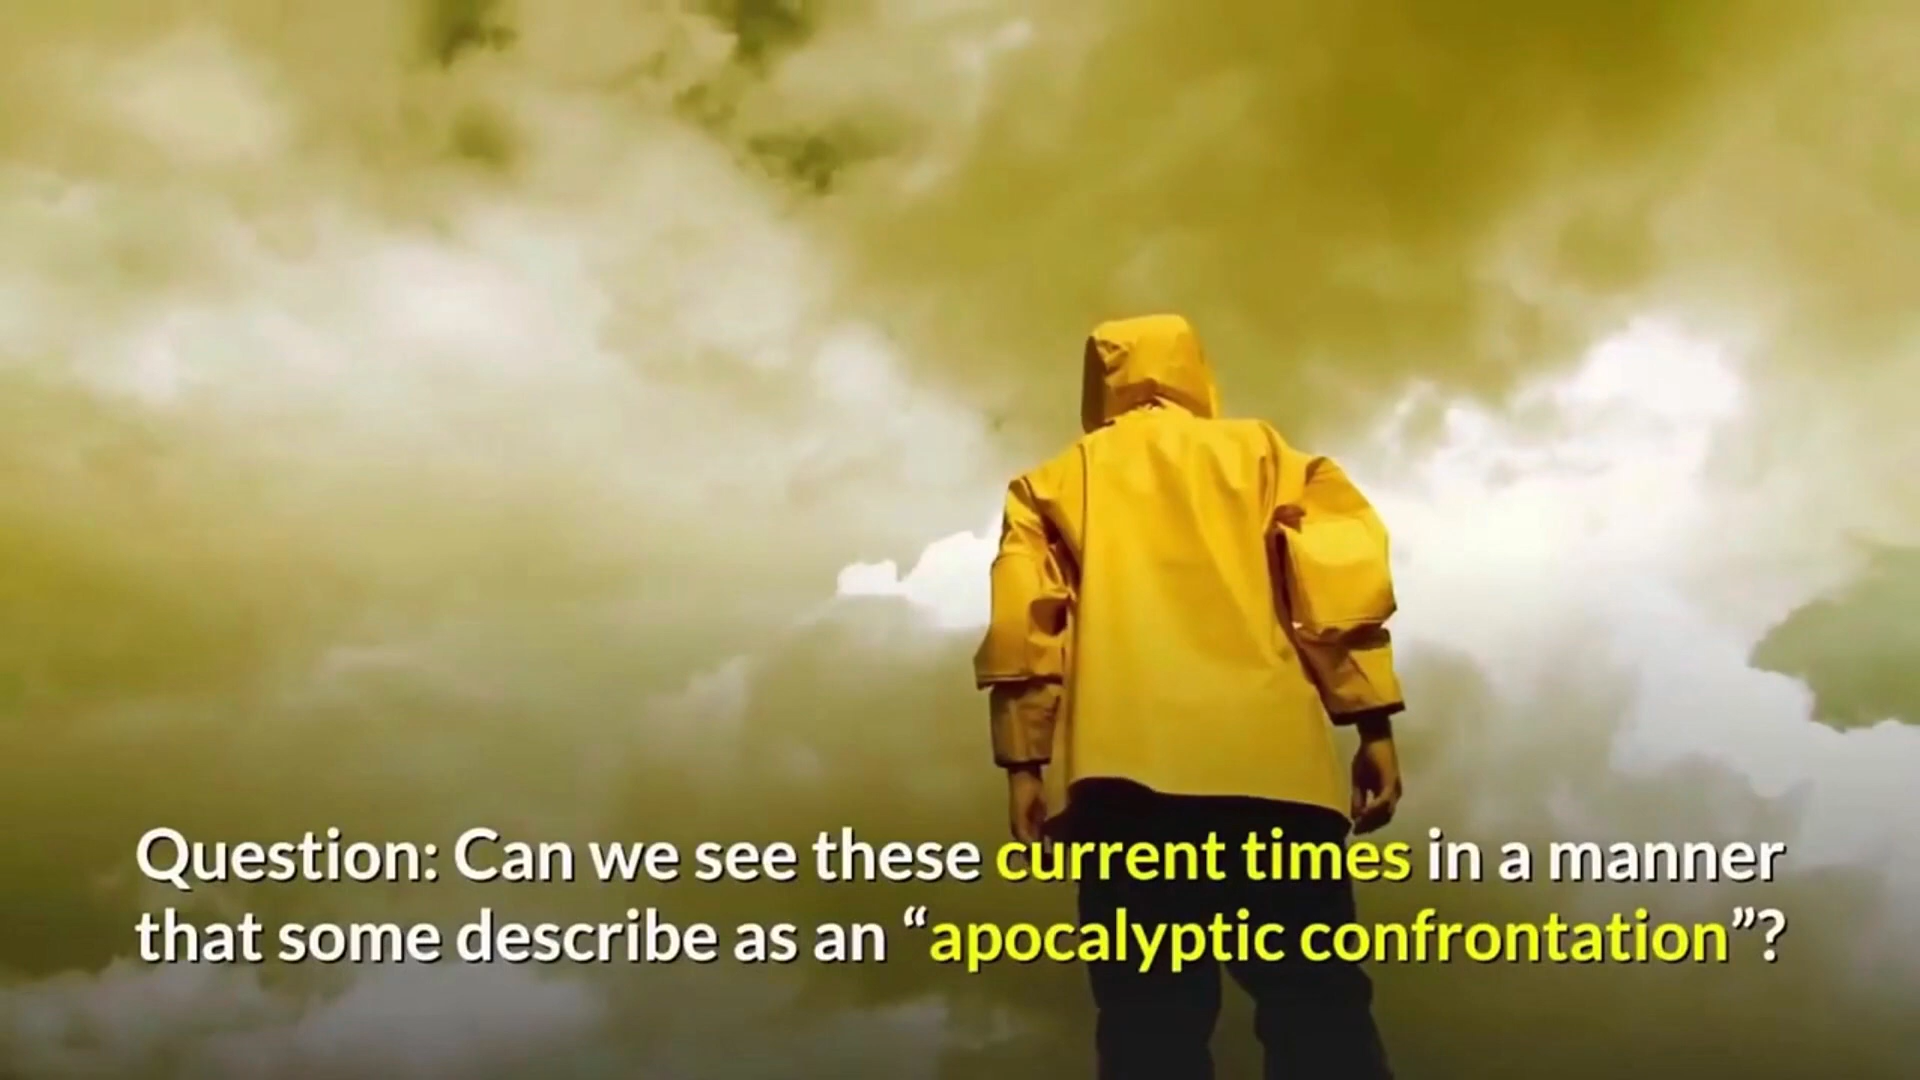 Question: Can we see these current times in a manner
that some describe as an “apocalyptic confrontation”?